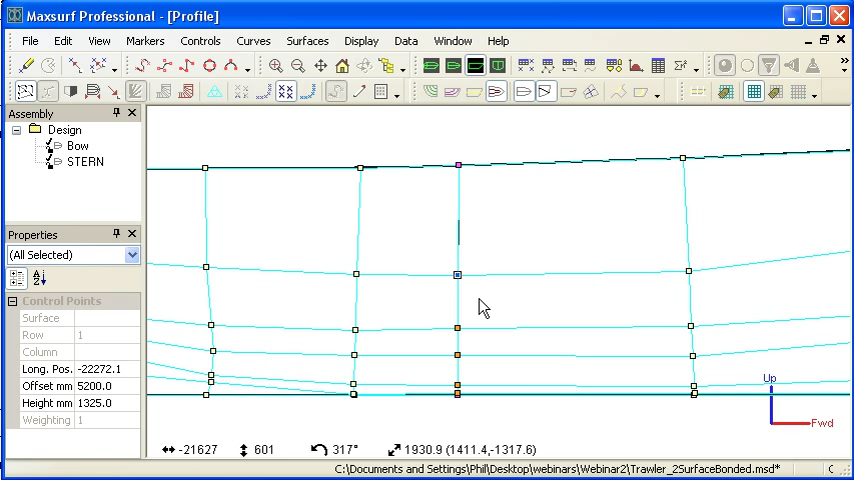 Maxsurf Professional - [Profile]
File Edit View Markers Controls Curves Surfaces Display Data Window Help
Assembly
Design
Bow
STERN
Properties
(All Selected)
Control Points
Surface
Row 1
Column
Long. Pos. -22272.1
Offset mm 5200.0
Height mm 1325.0
Weighting 1
Up
Fwd
-21627 601 317° 1930.9 (1411.4,-1317.6)
C:\Documents and Settings\Phil\Desktop\webinars\Webinar2\Trawler_2SurfaceBonded.msd*